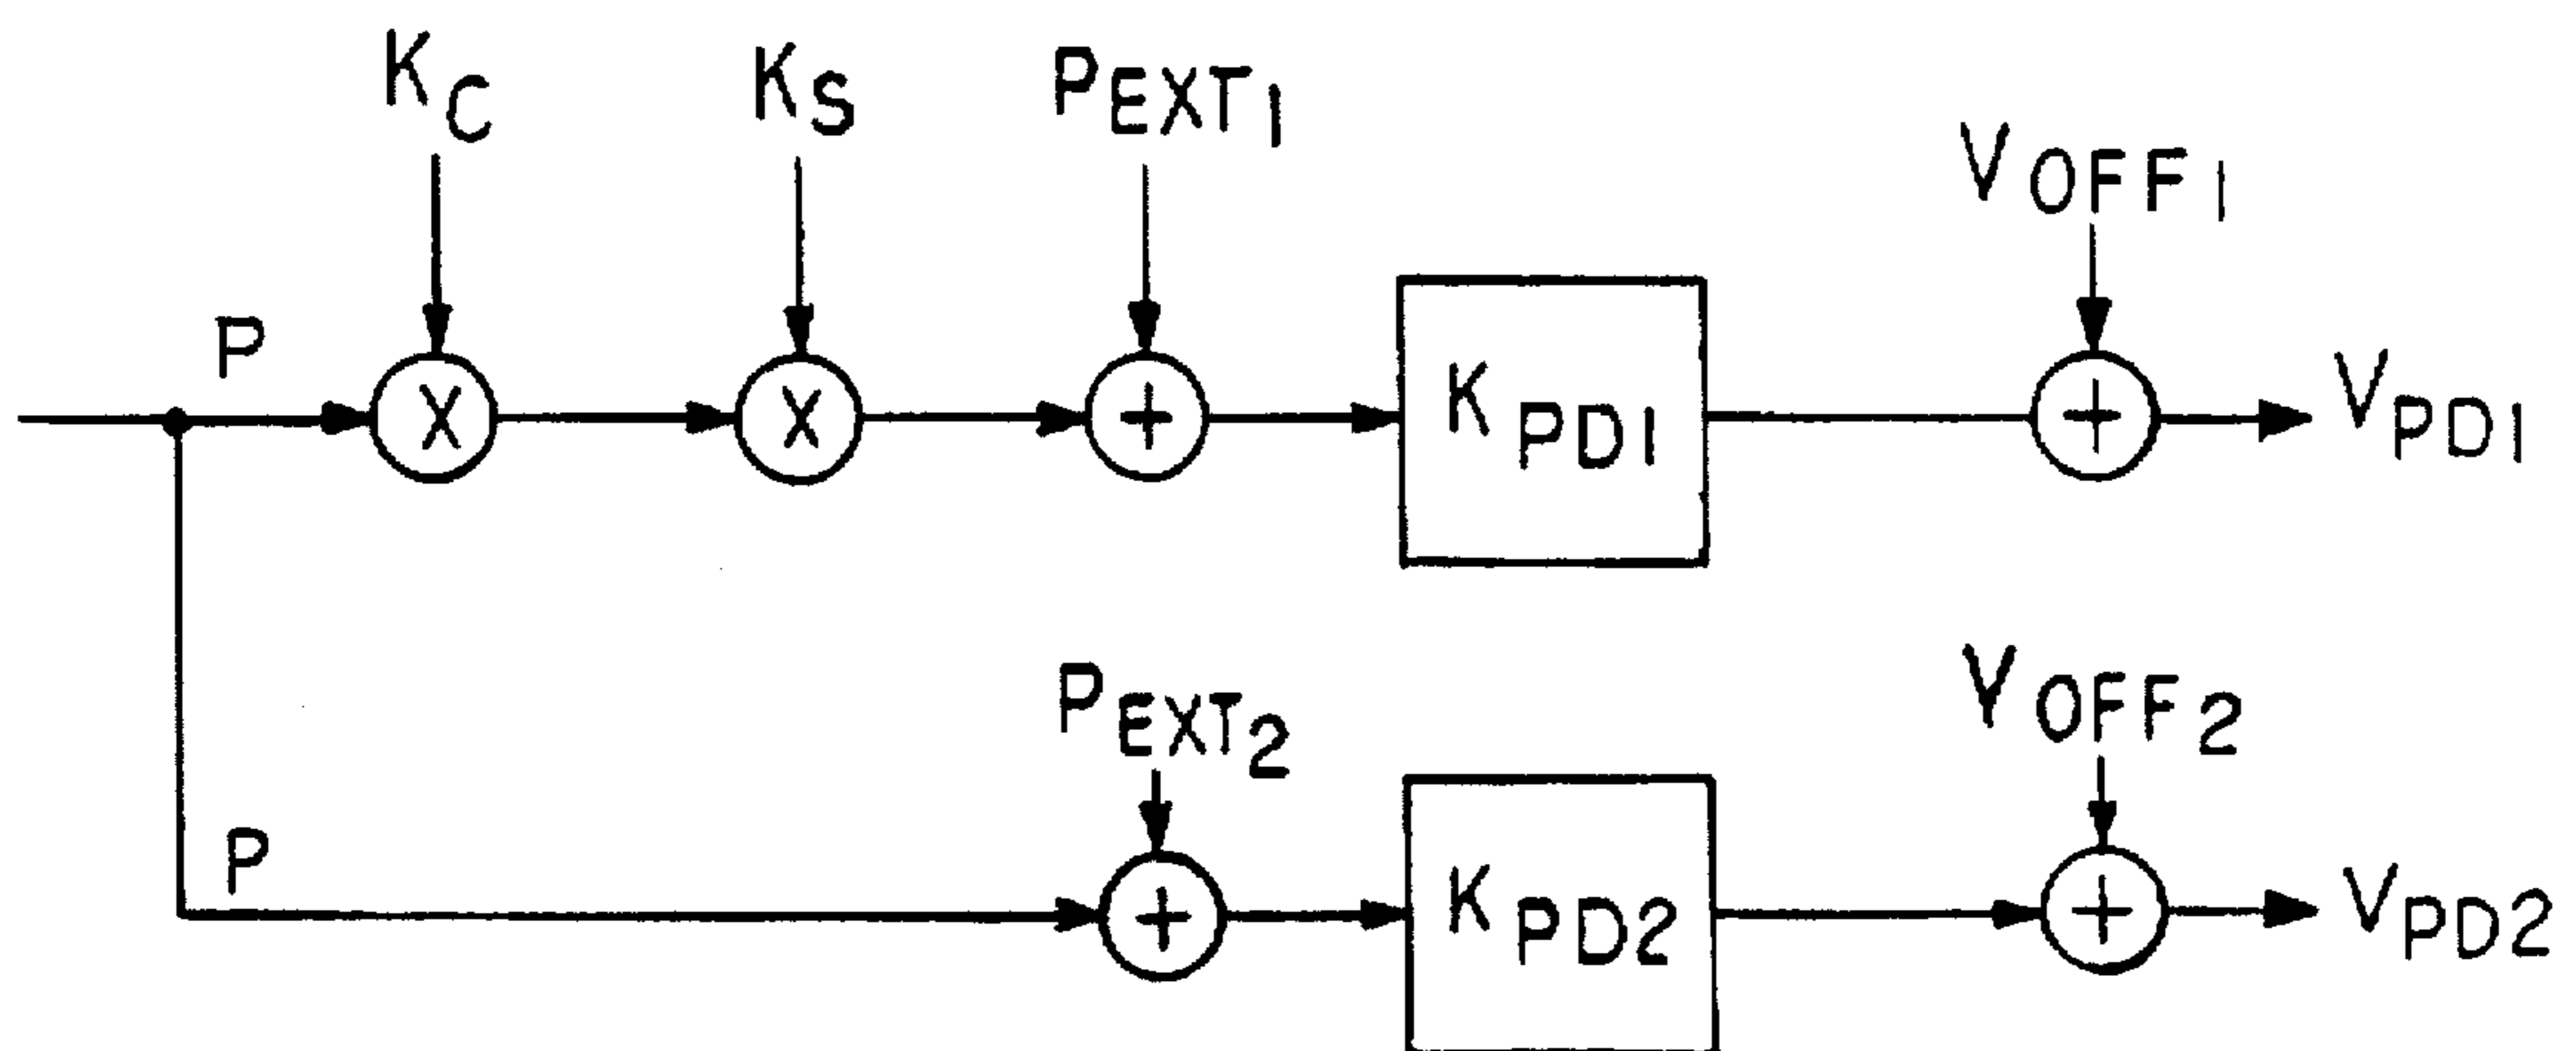 K_C
K_S
P_EXT1
V_OFF1
P
X
X
+
K_PD1
+
V_PD1
P_EXT2
V_OFF2
P
+
K_PD2
+
V_PD2